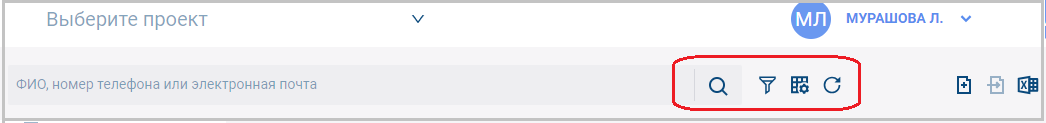 Выберите проект
МЛ МУРАШОВА Л.
ФИО, номер телефона или электронная почта